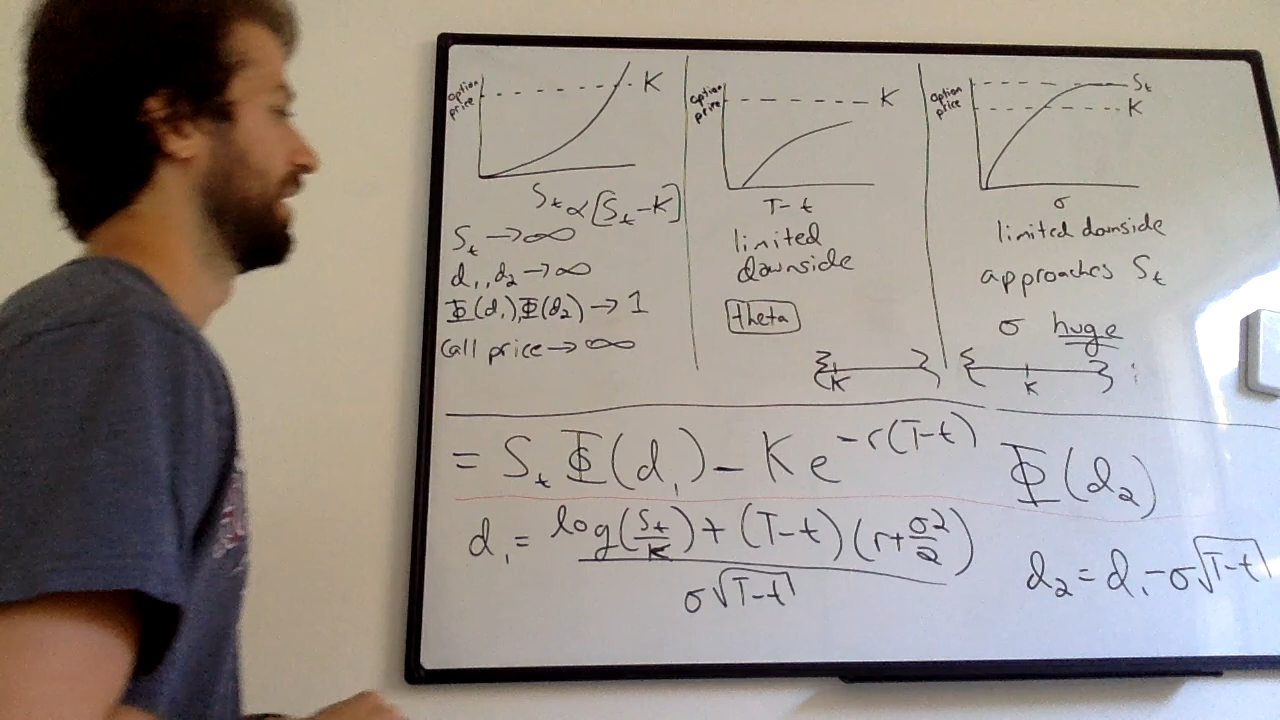 option price
K
S_t ∝ [S_t - K]
S_t → ∞
d_1, d_2 → ∞
Φ(d_1), Φ(d_2) → 1
call price → ∞
option price
K
T-t
limited
downside
theta
K
option price
S_t
K
σ
limited downside
approaches S_t
σ huge
K
= S_t Φ(d_1) - K e^{-r(T-t)} Φ(d_2)
d_1 = (log(S_t/K) + (T-t)(r + σ²/2)) / (σ√(T-t))
d_2 = d_1 - σ√(T-t)